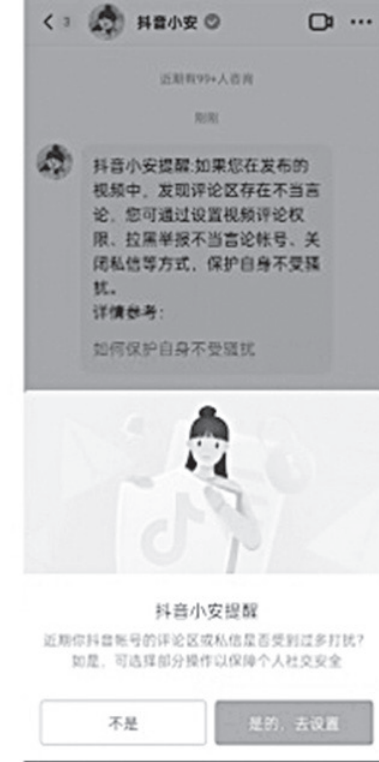 3 抖音小安
近期有99+人咨询
刚刚
抖音小安提醒:如果您在发布的
视频中，发现评论区存在不当言
论，您可通过设置视频评论权
限、拉黑举报不当言论帐号、关
闭私信等方式，保护自身不受骚
扰。
详情参考：
如何保护自身不受骚扰
抖音小安提醒
近期你抖音帐号的评论区或私信是否受到过多打扰？
如是，可选择部分操作以保障个人社交安全
不是
是的，去设置